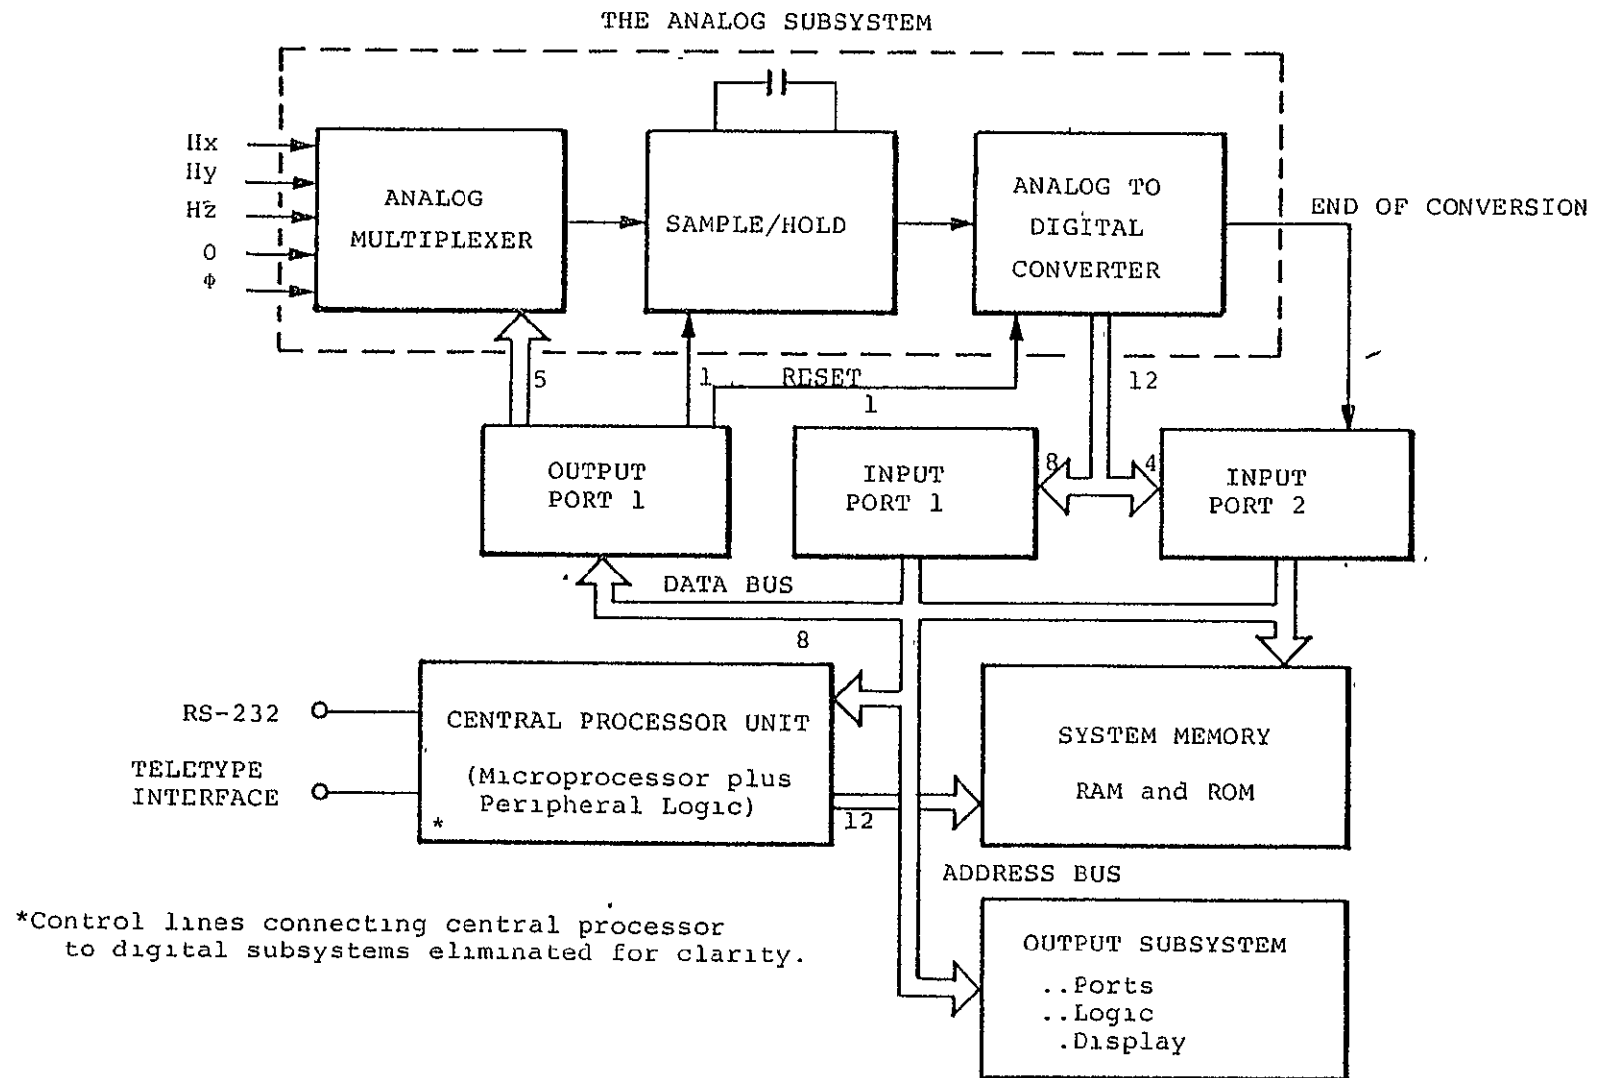 THE ANALOG SUBSYSTEM
Hx
Hy
Hz
0
Φ
ANALOG
MULTIPLEXER
SAMPLE/HOLD
ANALOG TO
DIGITAL
CONVERTER
END OF CONVERSION
5
1
RESET
1
12
OUTPUT
PORT 1
INPUT
PORT 1
8
4
INPUT
PORT 2
DATA BUS
8
RS-232
TELETYPE
INTERFACE
CENTRAL PROCESSOR UNIT
(Microprocessor plus
Peripheral Logic)
*
12
SYSTEM MEMORY
RAM and ROM
ADDRESS BUS
*Control lines connecting central processor
to digital subsystems eliminated for clarity.
OUTPUT SUBSYSTEM
..Ports
..Logic
.Display